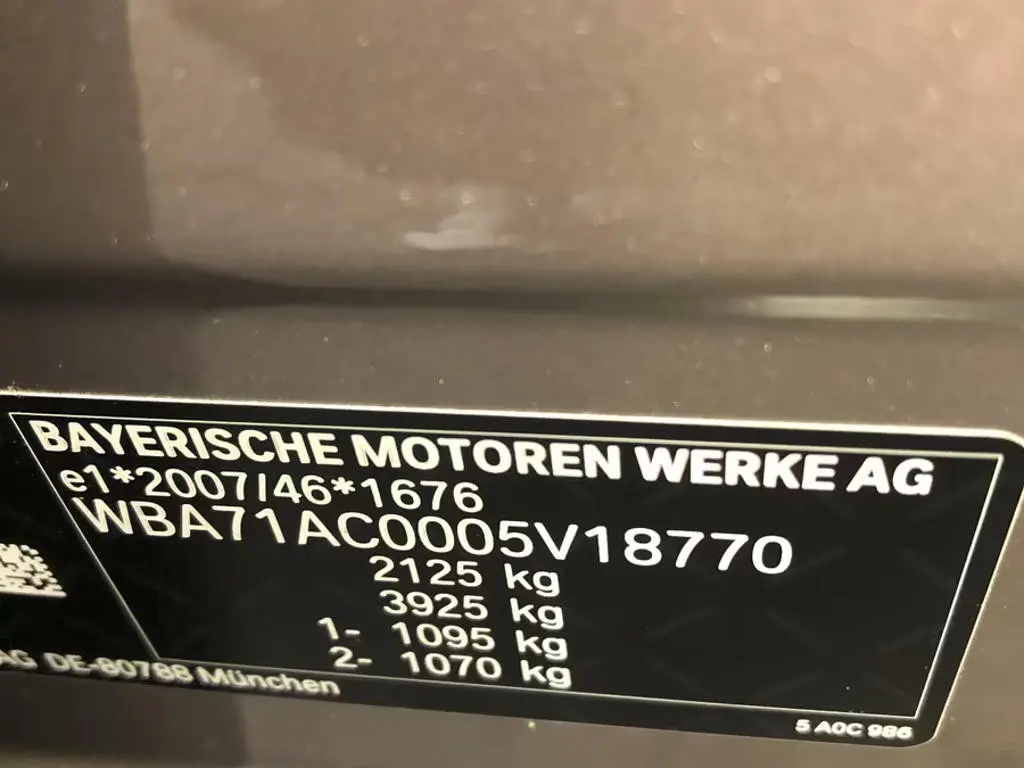 BAYERISCHE MOTOREN WERKE AG
e1*2007/46*1676
WBA71AC0005V18770
2125 kg
3925 kg
1- 1095 kg
2- 1070 kg
AG DE-80788 München
5 A0C 986